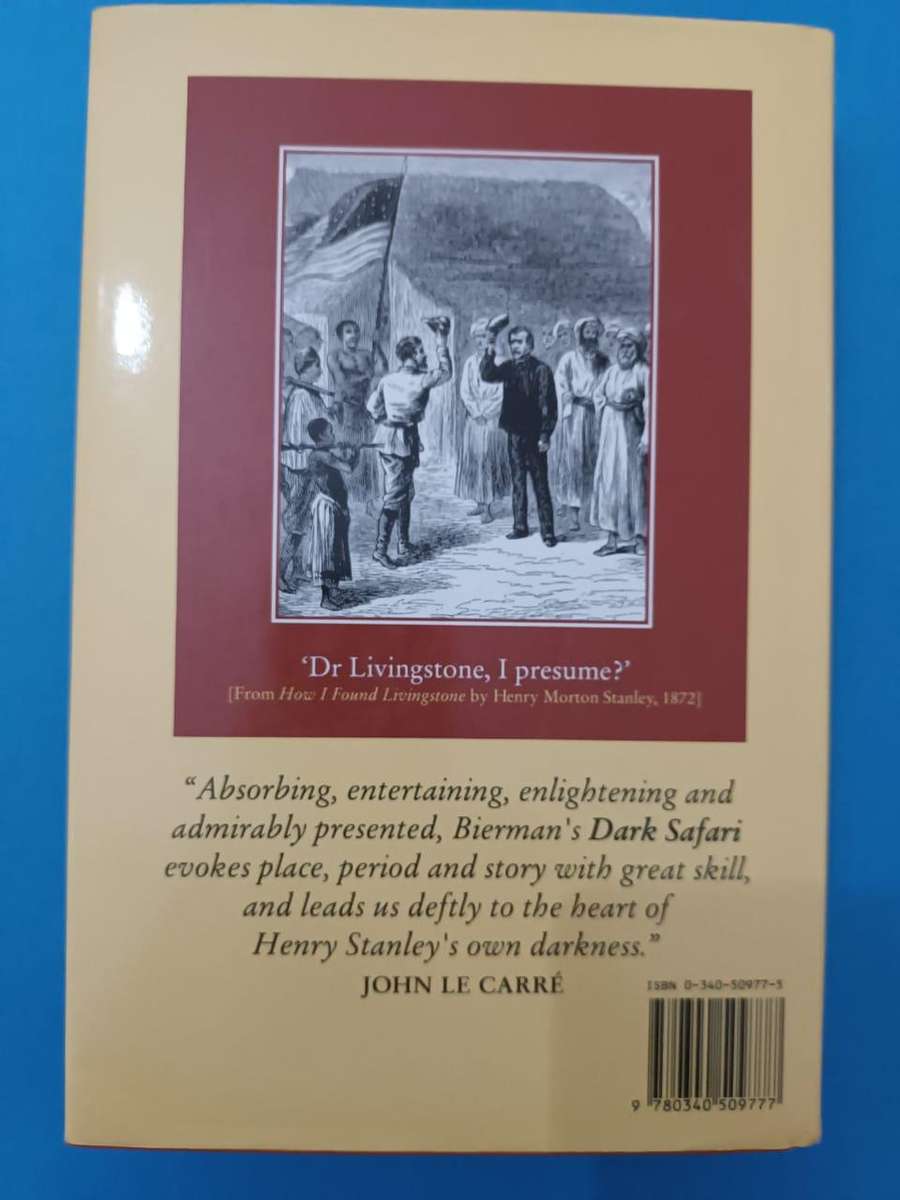 ‘Dr Livingstone, I presume?’
[From How I Found Livingstone by Henry Morton Stanley, 1872]
“Absorbing, entertaining, enlightening and
admirably presented, Bierman's Dark Safari
evokes place, period and story with great skill,
and leads us deftly to the heart of
Henry Stanley's own darkness.”
JOHN LE CARRÉ
ISBN 0-340-50977-5
9 780340 509777